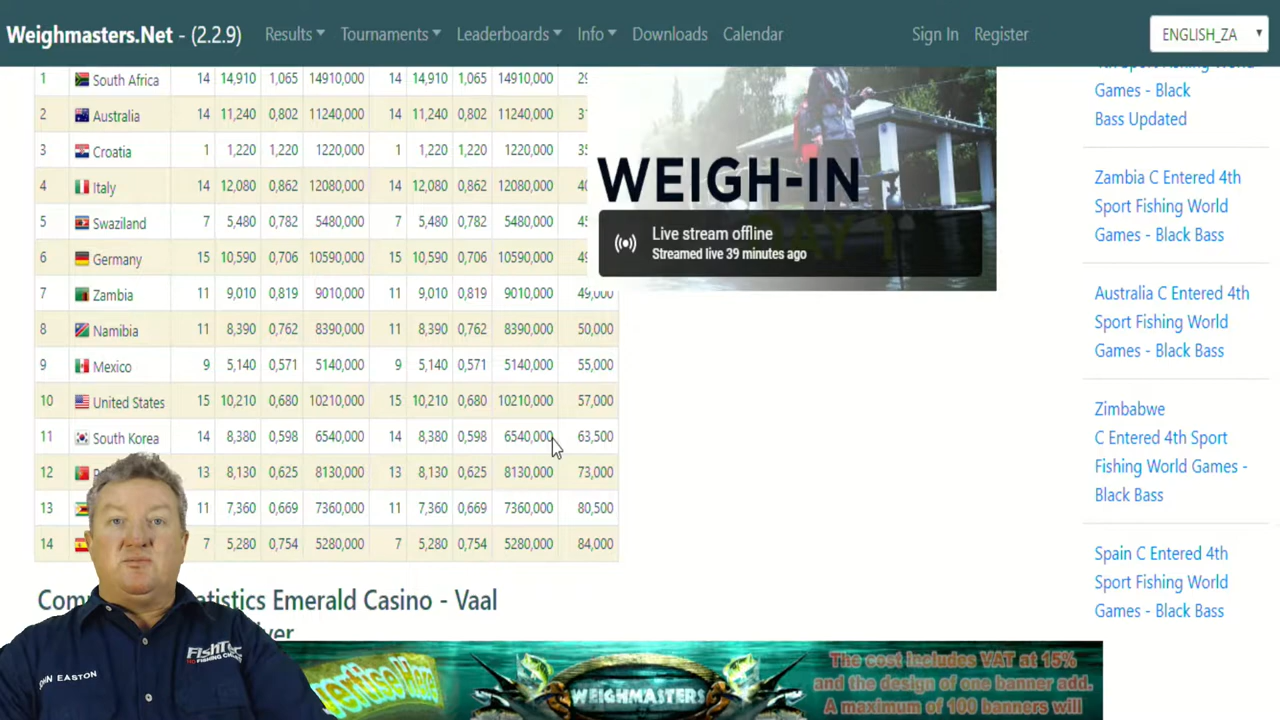 Weighmasters.Net - (2.2.9) Results Tournaments Leaderboards Info Downloads Calendar Sign In Register ENGLISH_ZA
1 South Africa 14 14,910 1,065 14910,000 14 14,910 1,065 14910,000
2 Australia 14 11,240 0,802 11240,000 14 11,240 0,802 11240,000
3 Croatia 1 1,220 1,220 1220,000 1 1,220 1,220 1220,000
4 Italy 14 12,080 0,862 12080,000 14 12,080 0,862 12080,000
5 Swaziland 7 5,480 0,782 5480,000 7 5,480 0,782 5480,000
6 Germany 15 10,590 0,706 10590,000 15 10,590 0,706 10590,000
7 Zambia 11 9,010 0,819 9010,000 11 9,010 0,819 9010,000 49,000
8 Namibia 11 8,390 0,762 8390,000 11 8,390 0,762 8390,000 50,000
9 Mexico 9 5,140 0,571 5140,000 9 5,140 0,571 5140,000 55,000
10 United States 15 10,210 0,680 10210,000 15 10,210 0,680 10210,000 57,000
11 South Korea 14 8,380 0,598 6540,000 14 8,380 0,598 6540,000 63,500
12 13 8,130 0,625 8130,000 13 8,130 0,625 8130,000 73,000
13 11 7,360 0,669 7360,000 11 7,360 0,669 7360,000 80,500
14 7 5,280 0,754 5280,000 7 5,280 0,754 5280,000 84,000
WEIGH-IN
Live stream offline
Streamed live 39 minutes ago
Games - Black
Bass Updated
Zambia C Entered 4th
Sport Fishing World
Games - Black Bass
Australia C Entered 4th
Sport Fishing World
Games - Black Bass
Zimbabwe
C Entered 4th Sport
Fishing World Games -
Black Bass
Spain C Entered 4th
Sport Fishing World
Games - Black Bass
Emerald Casino - Vaal
FISHTEC
EASTON
Here
WEIGHMASTERS
The cost includes VAT at 15%
and the design of one banner add.
A maximum of 100 banners will